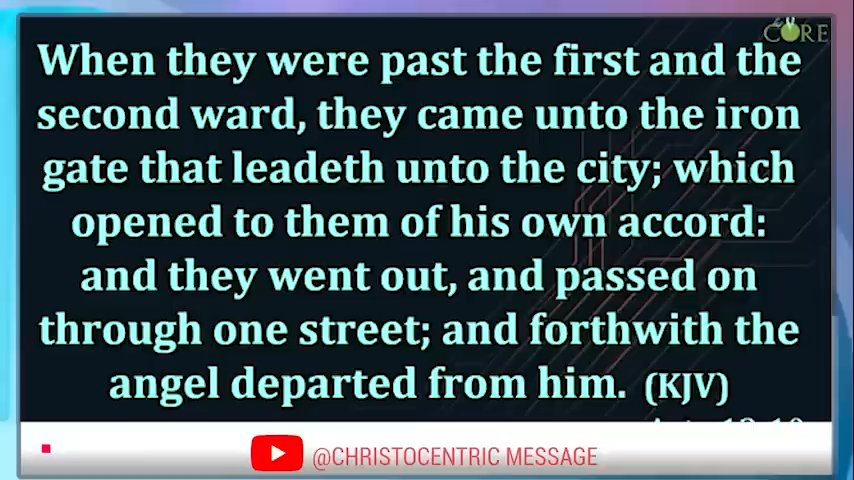 CORE
When they were past the first and the
second ward, they came unto the iron
gate that leadeth unto the city; which
opened to them of his own accord:
and they went out, and passed on
through one street; and forthwith the
angel departed from him. (KJV)
@CHRISTOCENTRIC MESSAGE